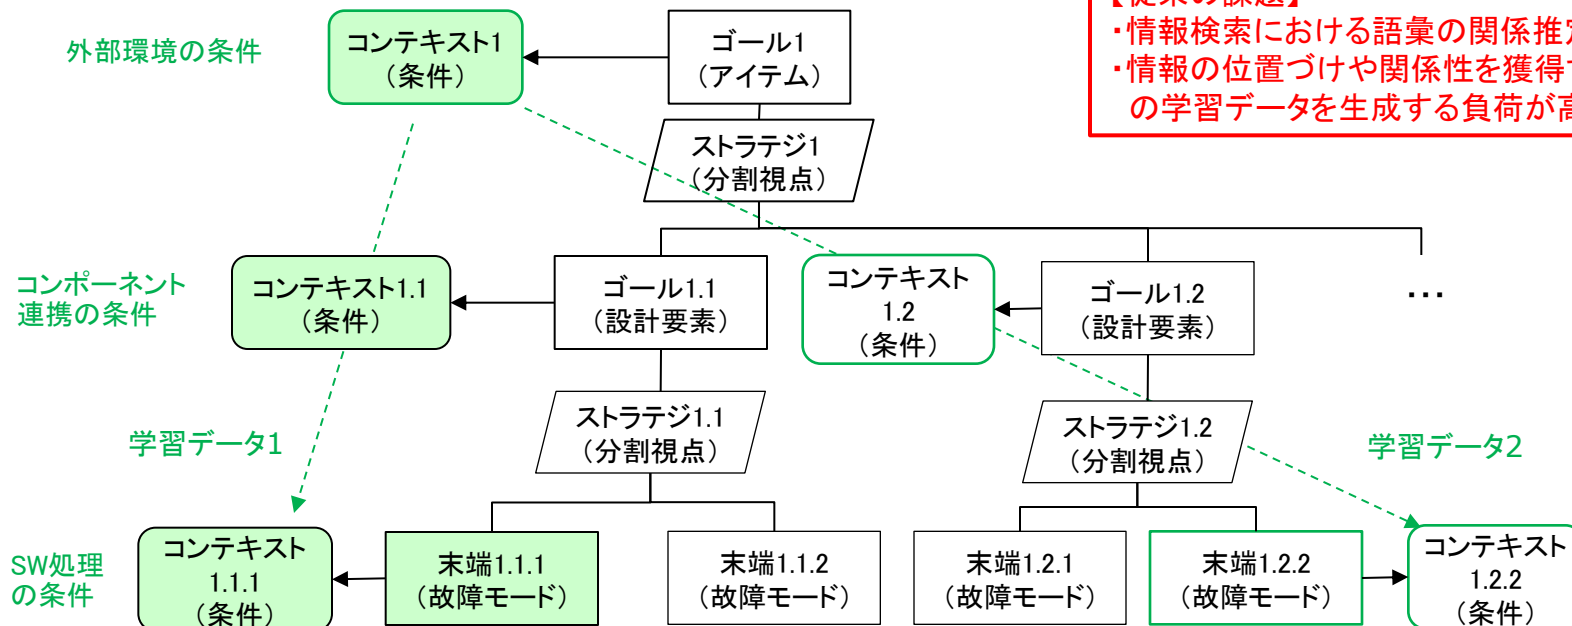 【従来の課題】
・情報検索における語彙の関係推定
・情報の位置づけや関係性を獲得す
の学習データを生成する負荷が高
外部環境の条件
コンテキスト1
（条件）
ゴール1
（アイテム）
ストラテジ1
（分割視点）
コンポーネント
連携の条件
コンテキスト1.1
（条件）
ゴール1.1
（設計要素）
コンテキスト
1.2
（条件）
ゴール1.2
（設計要素）
...
学習データ1
ストラテジ1.1
（分割視点）
ストラテジ1.2
（分割視点）
学習データ2
SW処理
の条件
コンテキスト
1.1.1
（条件）
末端1.1.1
（故障モード）
末端1.1.2
（故障モード）
末端1.2.1
（故障モード）
末端1.2.2
（故障モード）
コンテキスト
1.2.2
（条件）